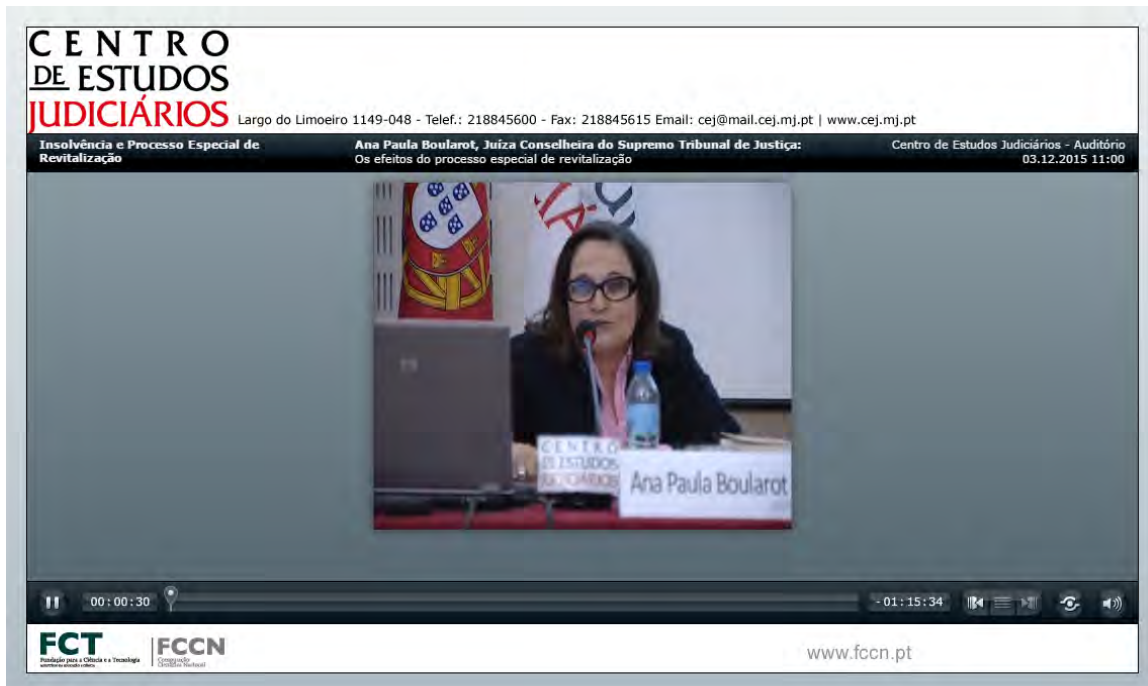 CENTRO
DE ESTUDOS
JUDICIÁRIOS
Largo do Limoeiro 1149-048 - Telef.: 218845600 - Fax: 218845615 Email: cej@mail.cej.mj.pt | www.cej.mj.pt
Insolvência e Processo Especial de
Revitalização
Ana Paula Boularot, Juíza Conselheira do Supremo Tribunal de Justiça:
Os efeitos do processo especial de revitalização
Centro de Estudos Judiciários - Auditório
03.12.2015 11:00
CENTRO
DE ESTUDOS
JUDICIÁRIOS
Ana Paula Boularot
00:00:30
-01:15:34
FCT
Fundação para a Ciência e a Tecnologia
FCCN
Computação
Científica Nacional
www.fccn.pt